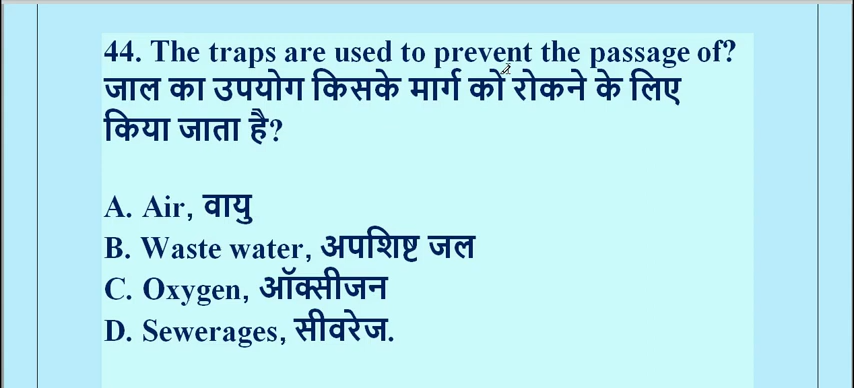 44. The traps are used to prevent the passage of?
जाल का उपयोग किसके मार्ग को रोकने के लिए
किया जाता है?
A. Air, वायु
B. Waste water, अपशिष्ट जल
C. Oxygen, ऑक्सीजन
D. Sewerages, सीवरेज.